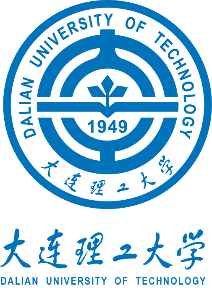 DALIAN UNIVERSITY OF TECHNOLOGY
1949
大连理工大学
大连理工大学
DALIAN UNIVERSITY OF TECHNOLOGY